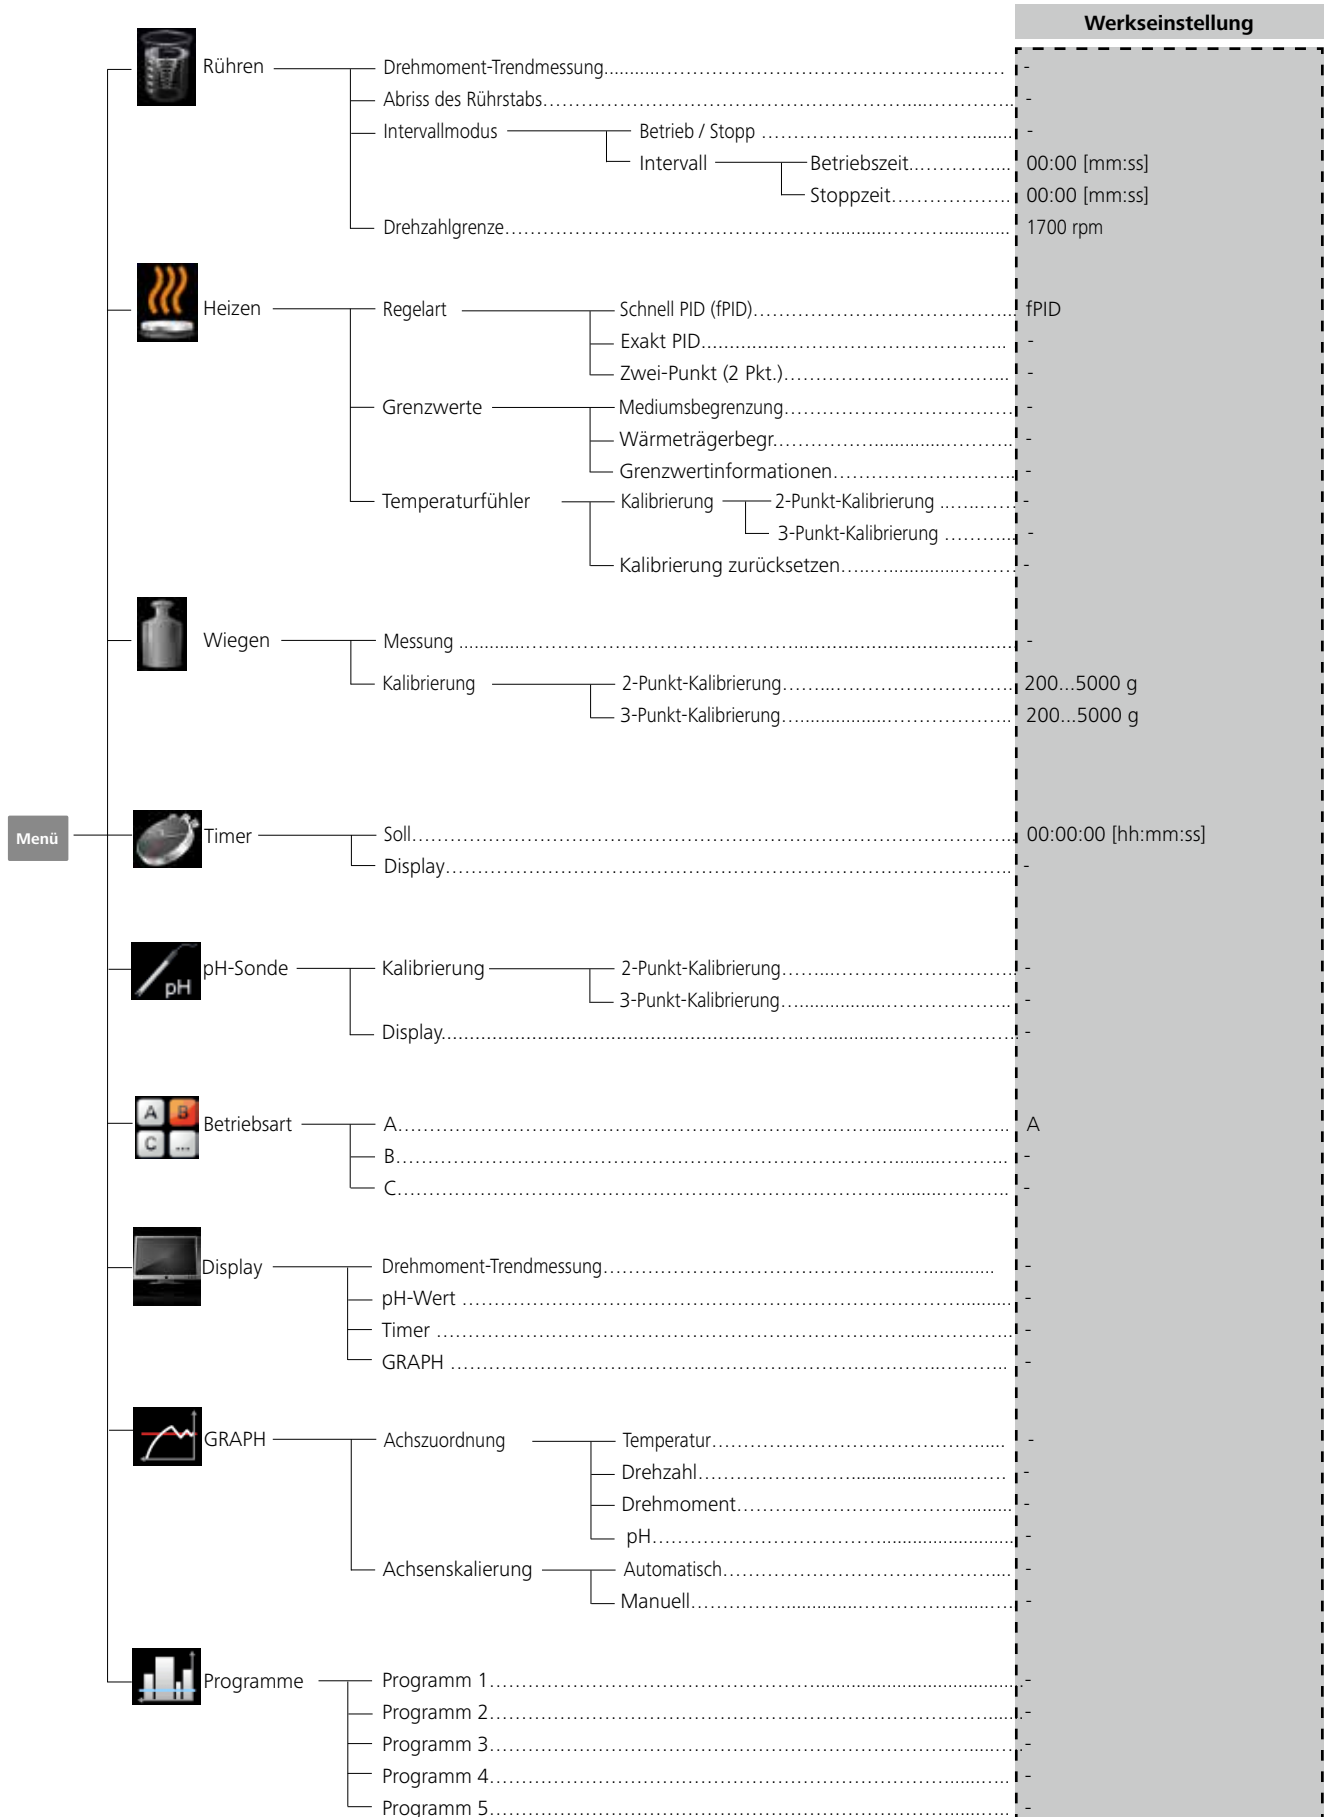 Werkseinstellung
Rühren Drehmoment-Trendmessung -
Abriss des Rührstabs -
Intervallmodus Betrieb / Stopp -
Intervall Betriebszeit 00:00 [mm:ss]
Stoppzeit 00:00 [mm:ss]
Drehzahlgrenze 1700 rpm
Heizen Regelart Schnell PID (fPID) fPID
Exakt PID -
Zwei-Punkt (2 Pkt.) -
Grenzwerte Mediumsbegrenzung -
Wärmeträgerbegr. -
Grenzwertinformationen -
Temperaturfühler Kalibrierung 2-Punkt-Kalibrierung -
3-Punkt-Kalibrierung -
Kalibrierung zurücksetzen -
Wiegen Messung -
Kalibrierung 2-Punkt-Kalibrierung 200...5000 g
3-Punkt-Kalibrierung 200...5000 g
Menü Timer Soll 00:00:00 [hh:mm:ss]
Display -
pH pH-Sonde Kalibrierung 2-Punkt-Kalibrierung -
3-Punkt-Kalibrierung -
Display -
A B C ... Betriebsart A A
B -
C -
Display Drehmoment-Trendmessung -
pH-Wert -
Timer -
GRAPH -
GRAPH Achszuordnung Temperatur -
Drehzahl -
Drehmoment -
pH -
Achsenskalierung Automatisch -
Manuell -
Programme Programm 1 -
Programm 2 -
Programm 3 -
Programm 4 -
Programm 5 -